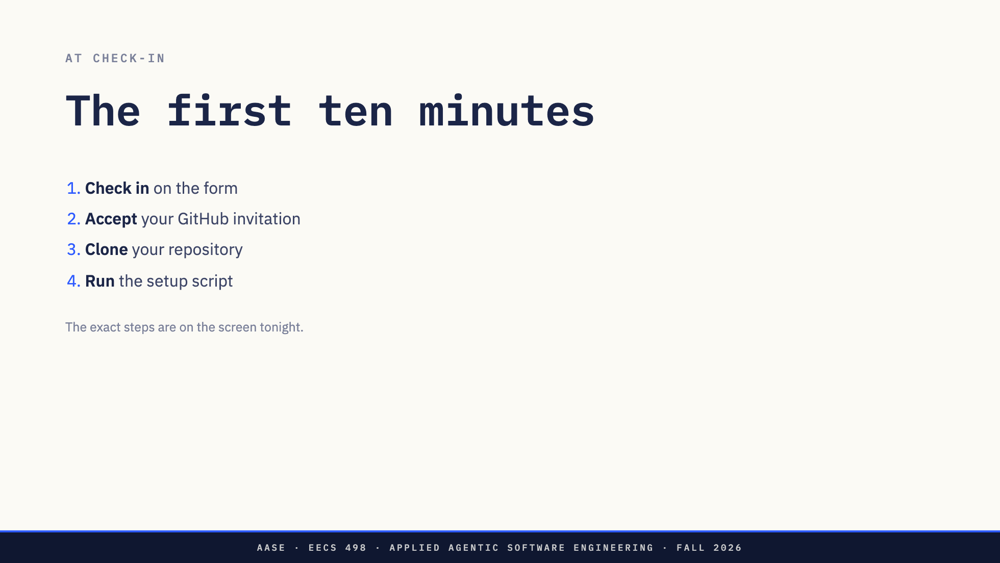 AT CHECK-IN
The first ten minutes
1. Check in on the form
2. Accept your GitHub invitation
3. Clone your repository
4. Run the setup script
The exact steps are on the screen tonight.
AASE · EECS 498 · APPLIED AGENTIC SOFTWARE ENGINEERING · FALL 2026